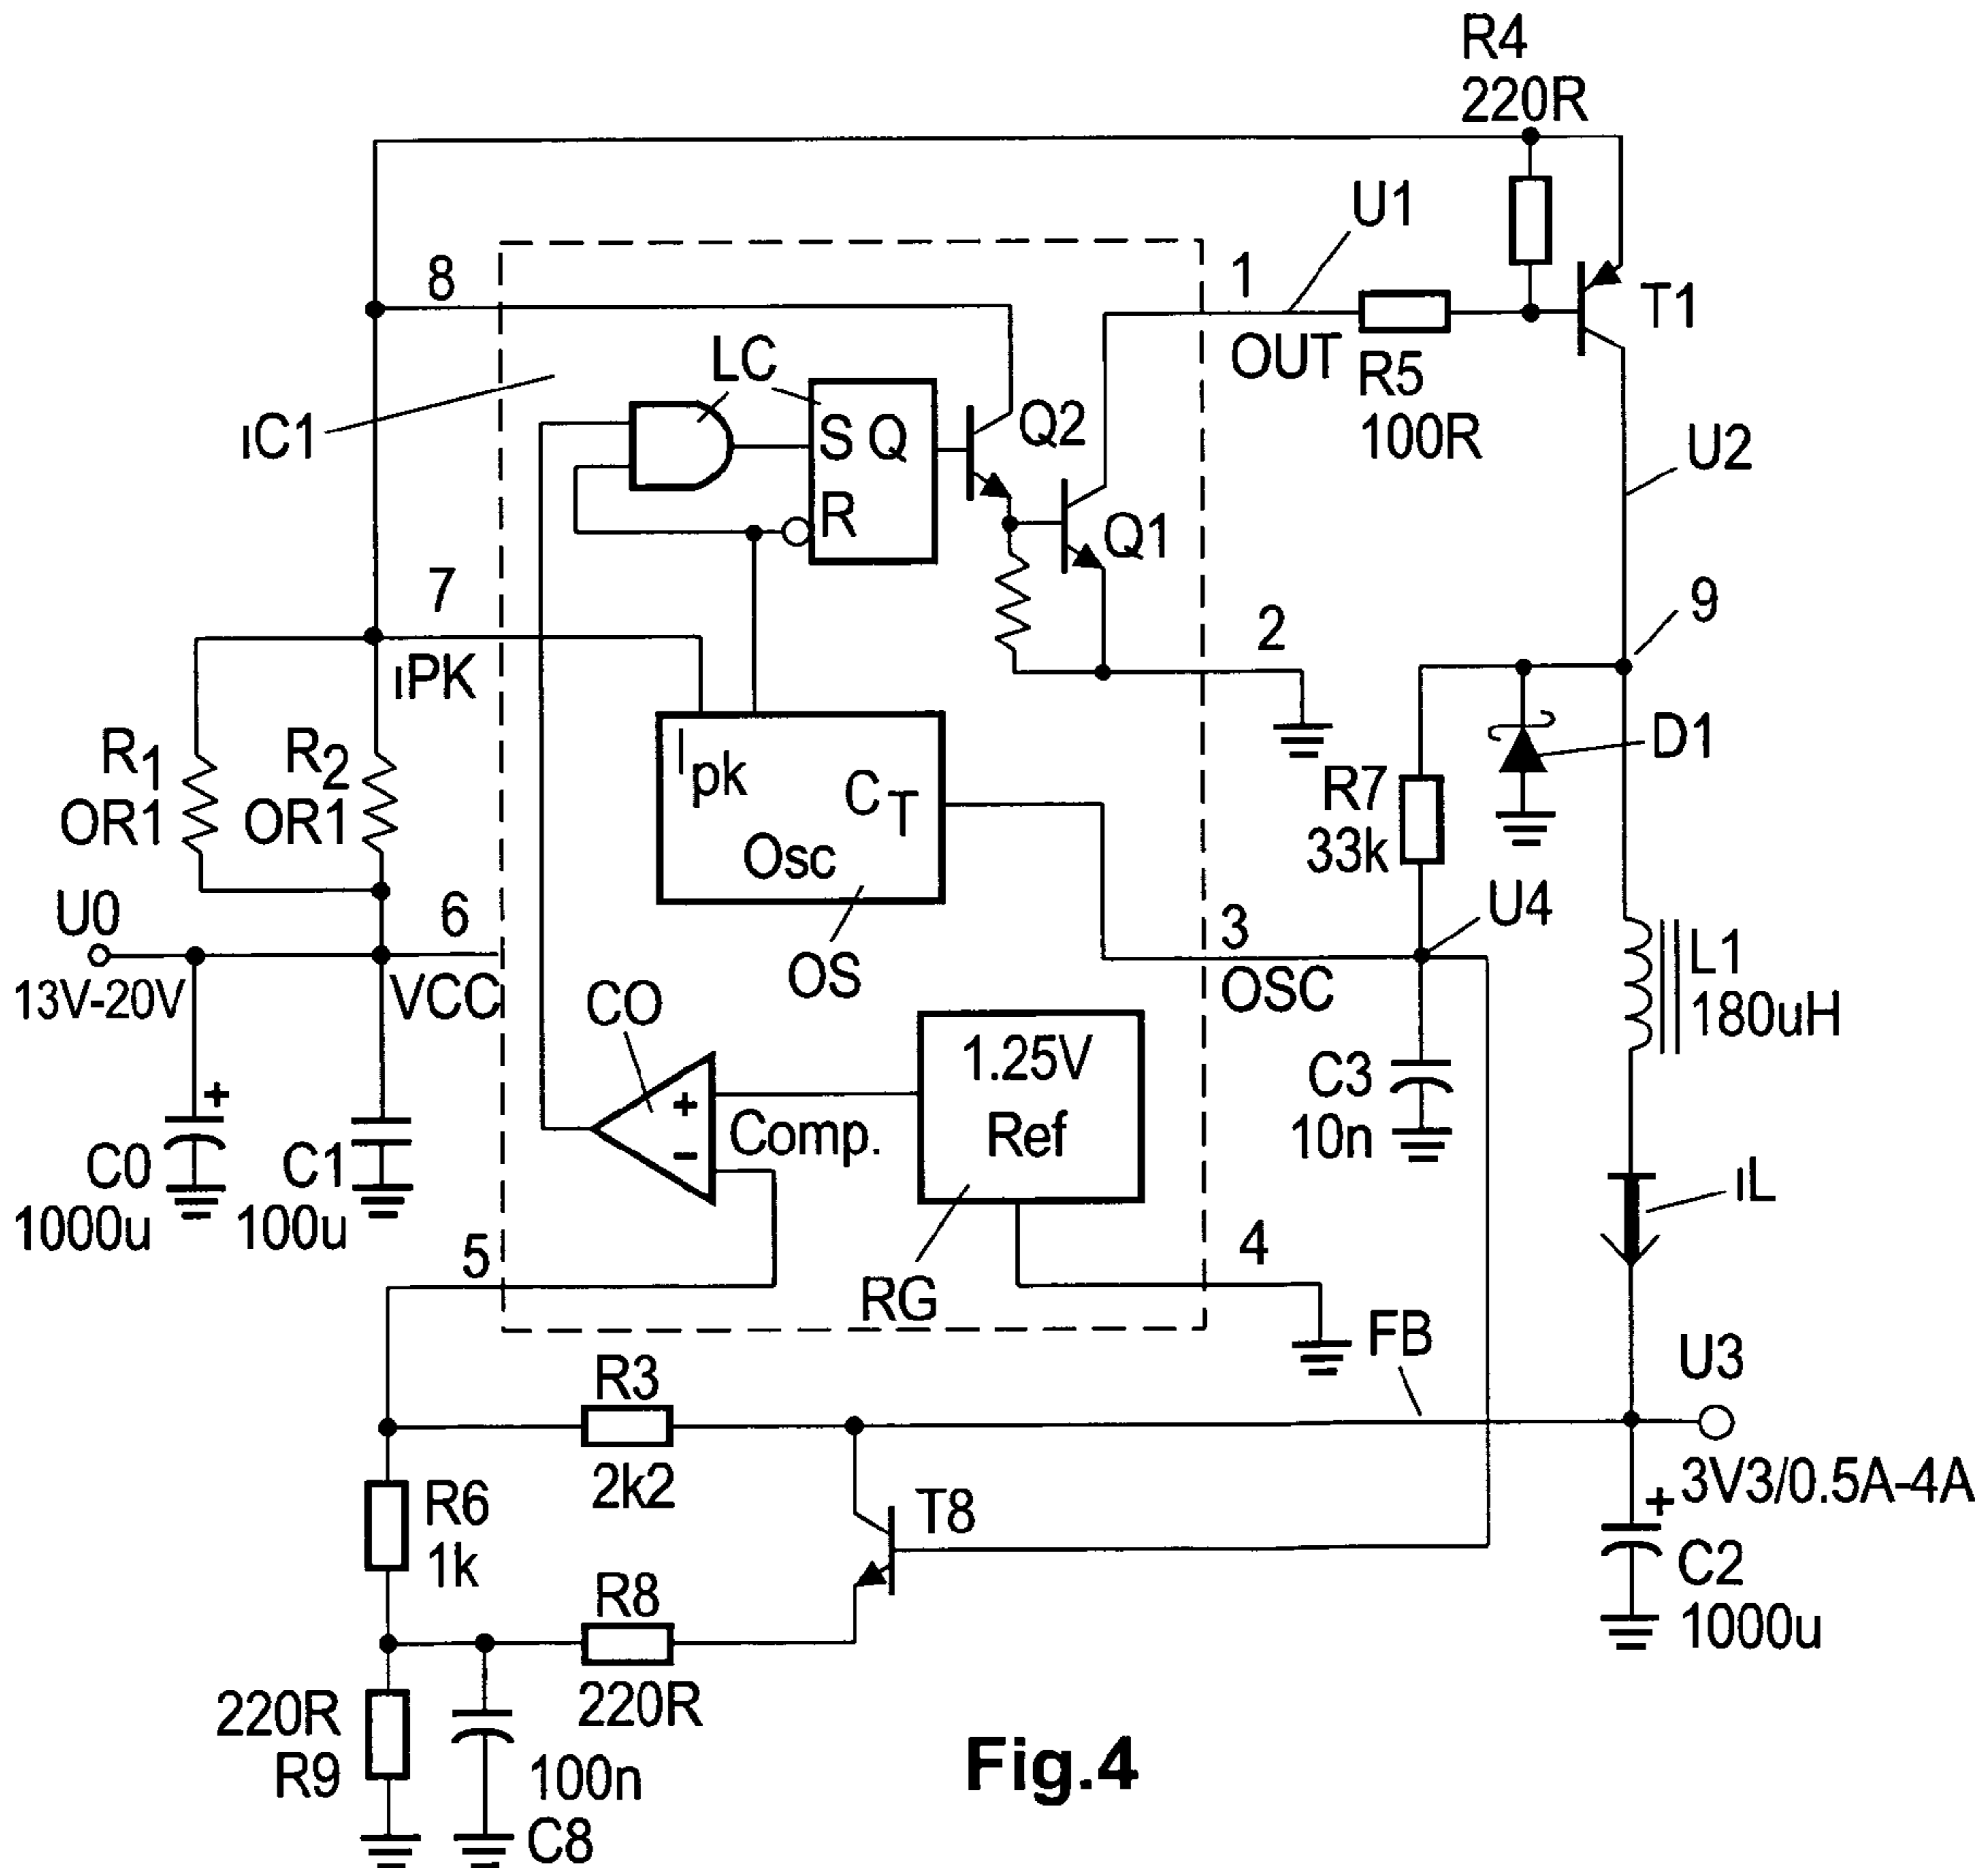 R4
220R
U1
8
1
T1
OUT
R5
100R
LC
iC1
S Q
R
Q2
Q1
U2
7
iPK
2
9
R1
OR1
R2
OR1
Ipk
CT
Osc
OS
R7
33k
D1
U0
13V-20V
6
VCC
3
OSC
U4
L1
180uH
CO
+
-
Comp.
1.25V
Ref
C3
10n
+
C0
1000u
C1
100u
iL
5
RG
4
FB
U3
3V3/0.5A-4A
R3
2k2
R6
1k
T8
+
C2
1000u
R8
220R
220R
R9
100n
C8
Fig.4